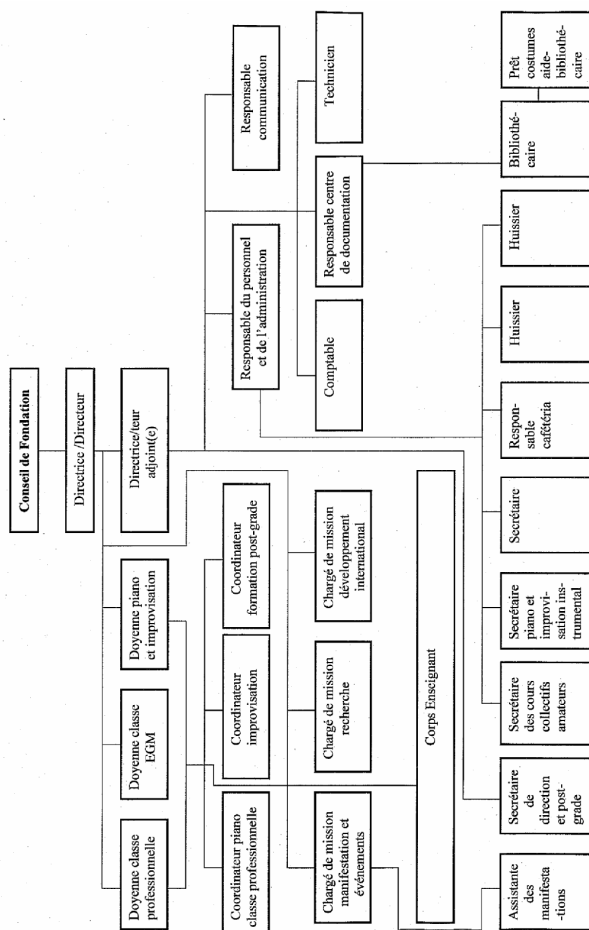 Conseil de Fondation
Directrice /Directeur
Doyenne classe
professionnelle
Doyenne classe
EGM
Doyenne piano
et improvisation
Directrice/teur
adjoint(e)
Coordinateur piano
classe professionnelle
Coordinateur
improvisation
Coordinateur
formation post-grade
Responsable du personnel
et de l'administration
Responsable
communication
Chargé de mission
manifestation et
événements
Chargé de mission
recherche
Chargé de mission
développement
international
Comptable
Responsable centre
de documentation
Technicien
Corps Enseignant
Assistante
des
manifesta
-tions
Secrétaire
de
direction
et post-
grade
Secrétaire
des cours
collectifs
amateurs
Secrétaire
piano et
improvi-
sation ins-
trumental
Secrétaire
Respon-
sable
cafétéria
Huissier
Huissier
Bibliothé-
caire
Prêt
costumes
aide-
bibliothé-
caire